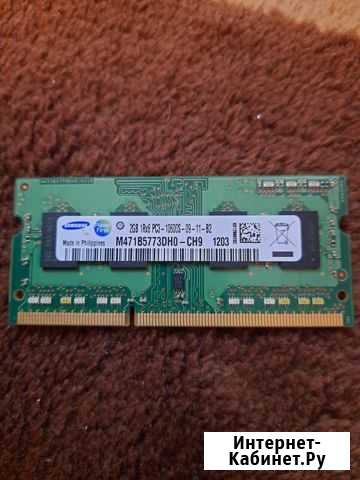 SAMSUNG
2GB 1Rx8 PC3-10600S-09-11-B2
Made in Philippines
M471B5773DH0-CH9 1203
Интернет-
Кабинет.Ру